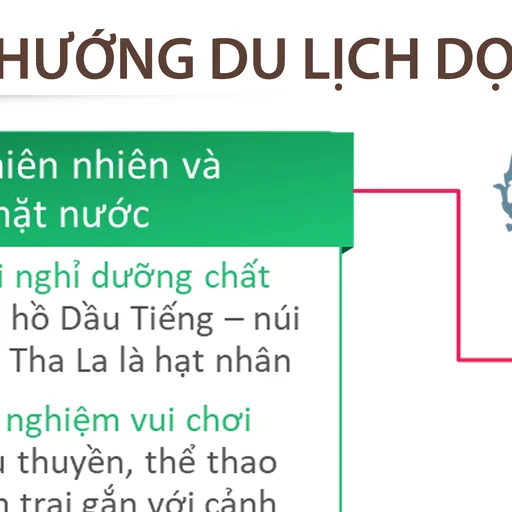 HƯỚNG DU LỊCH DỌ
iên nhiên và
mặt nước
i nghỉ dưỡng chất
hồ Dầu Tiếng – núi
Tha La là hạt nhân
nghiệm vui chơi
u thuyền, thể thao
trại gắn với cảnh